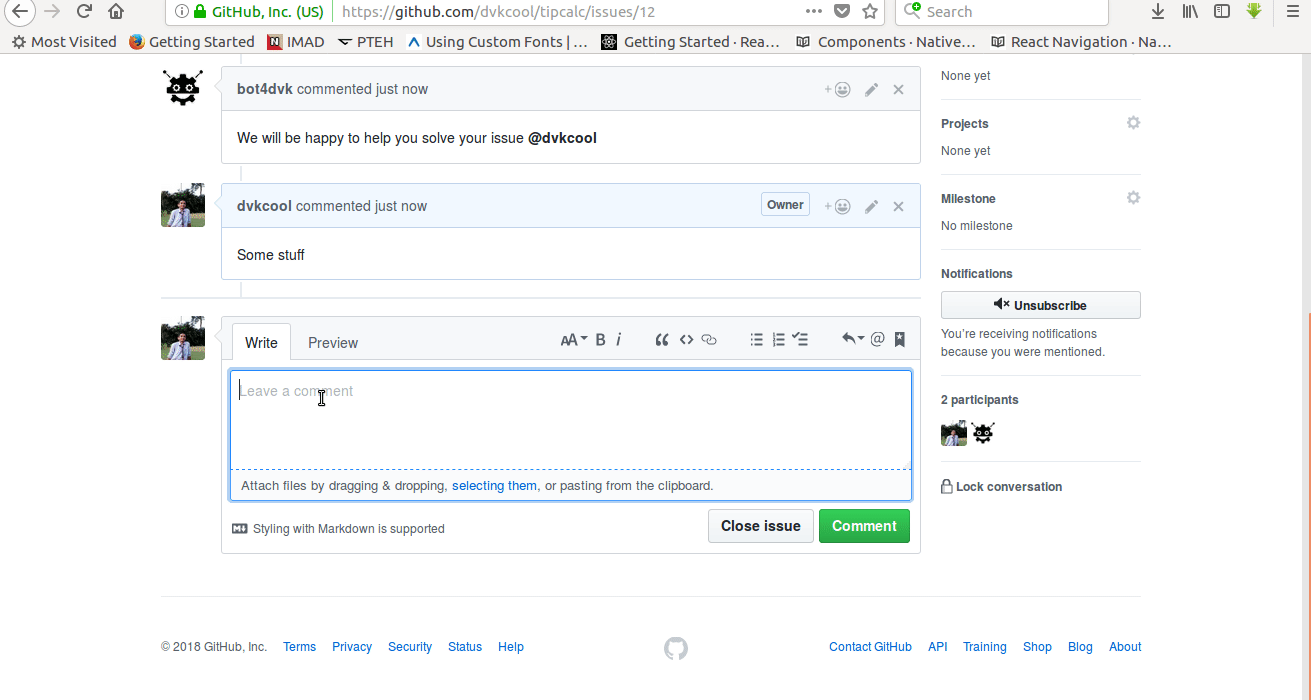 GitHub, Inc. (US) https://github.com/dvkcool/tipcalc/issues/12 Search
Most Visited Getting Started IMAD PTEH Using Custom Fonts | ... Getting Started · Rea... Components · Native... React Navigation · Na...
None yet
bot4dvk commented just now
We will be happy to help you solve your issue @dvkcool
Projects
None yet
dvkcool commented just now Owner
Some stuff
Milestone
No milestone
Notifications
Unsubscribe
You’re receiving notifications
because you were mentioned.
Write Preview AA B i
Leave a comment
Attach files by dragging & dropping, selecting them, or pasting from the clipboard.
Styling with Markdown is supported
Close issue Comment
2 participants
Lock conversation
© 2018 GitHub, Inc. Terms Privacy Security Status Help Contact GitHub API Training Shop Blog About